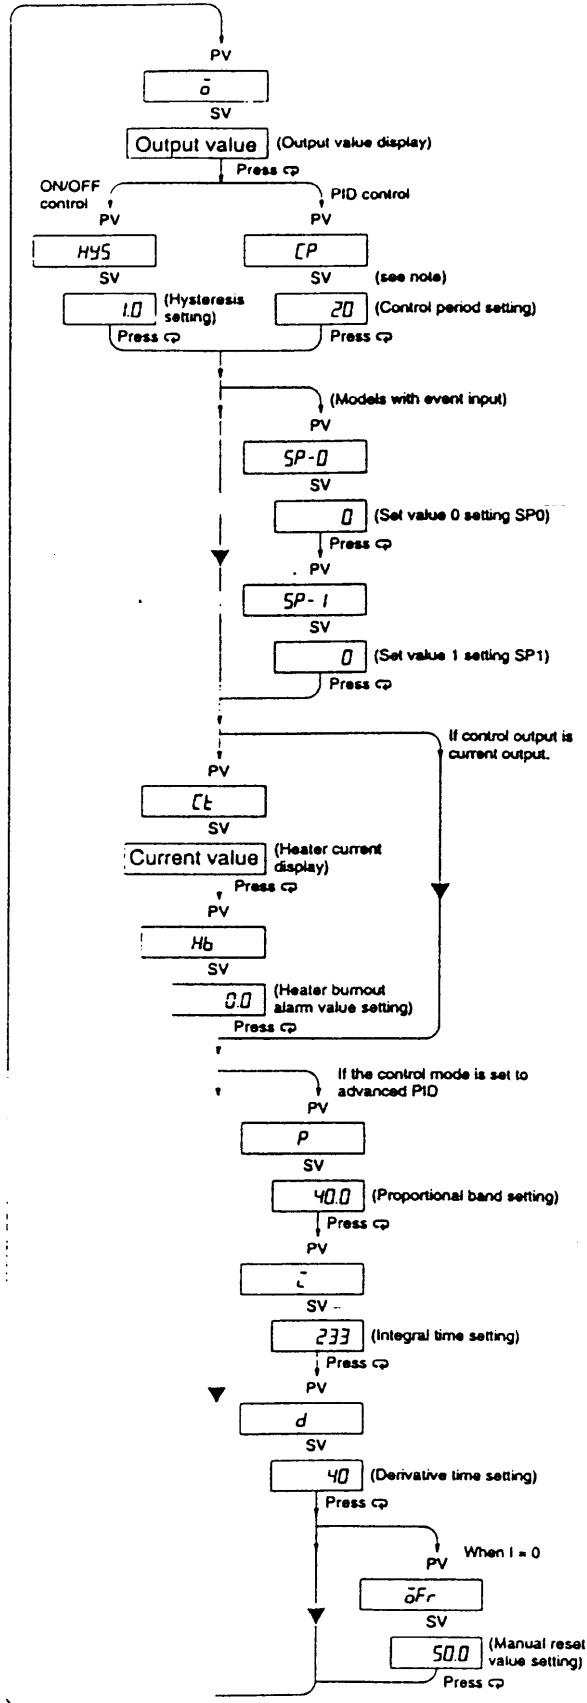 PV
ō
SV
Output value (Output value display)
Press
ON/OFF control
PV
HYS
SV
1.0 (Hysteresis setting)
Press
PID control
PV
CP
SV (see note)
20 (Control period setting)
Press
(Models with event input)
PV
SP-0
SV
0 (Set value 0 setting SP0)
Press
PV
SP-1
SV
0 (Set value 1 setting SP1)
Press
If control output is
current output.
PV
Ct
SV
Current value (Heater current
display)
Press
PV
Hb
SV
0.0 (Heater burnout
alarm value setting)
Press
If the control mode is set to
advanced PID
PV
P
SV
40.0 (Proportional band setting)
Press
PV
ī
SV
233 (Integral time setting)
Press
PV
d
SV
40 (Derivative time setting)
Press
When I = 0
PV
ōFr
SV
50.0 (Manual reset
value setting)
Press